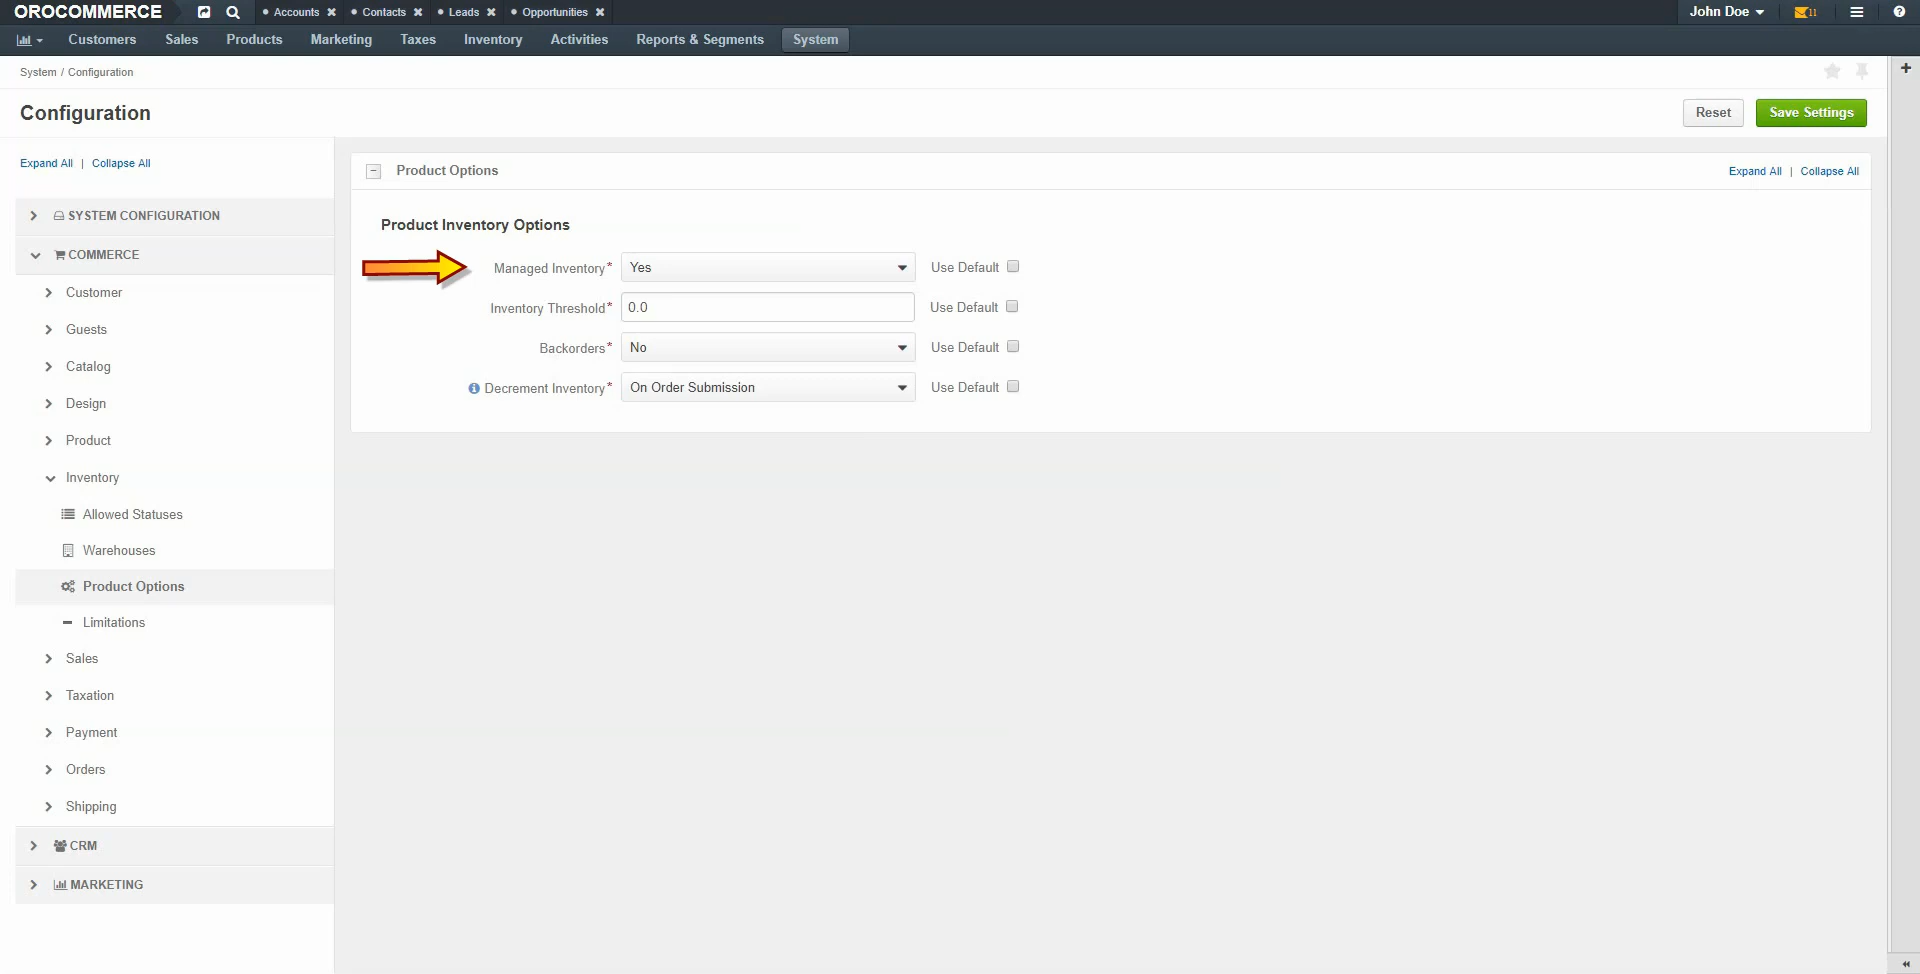 OROCOMMERCE
Accounts
Contacts
Leads
Opportunities
John Doe
11
Customers
Sales
Products
Marketing
Taxes
Inventory
Activities
Reports & Segments
System
System / Configuration
Configuration
Reset
Save Settings
Expand All | Collapse All
SYSTEM CONFIGURATION
COMMERCE
Customer
Guests
Catalog
Design
Product
Inventory
Allowed Statuses
Warehouses
Product Options
Limitations
Sales
Taxation
Payment
Orders
Shipping
CRM
MARKETING
Product Options
Expand All | Collapse All
Product Inventory Options
Managed Inventory* Yes Use Default
Inventory Threshold* 0.0 Use Default
Backorders* No Use Default
Decrement Inventory* On Order Submission Use Default